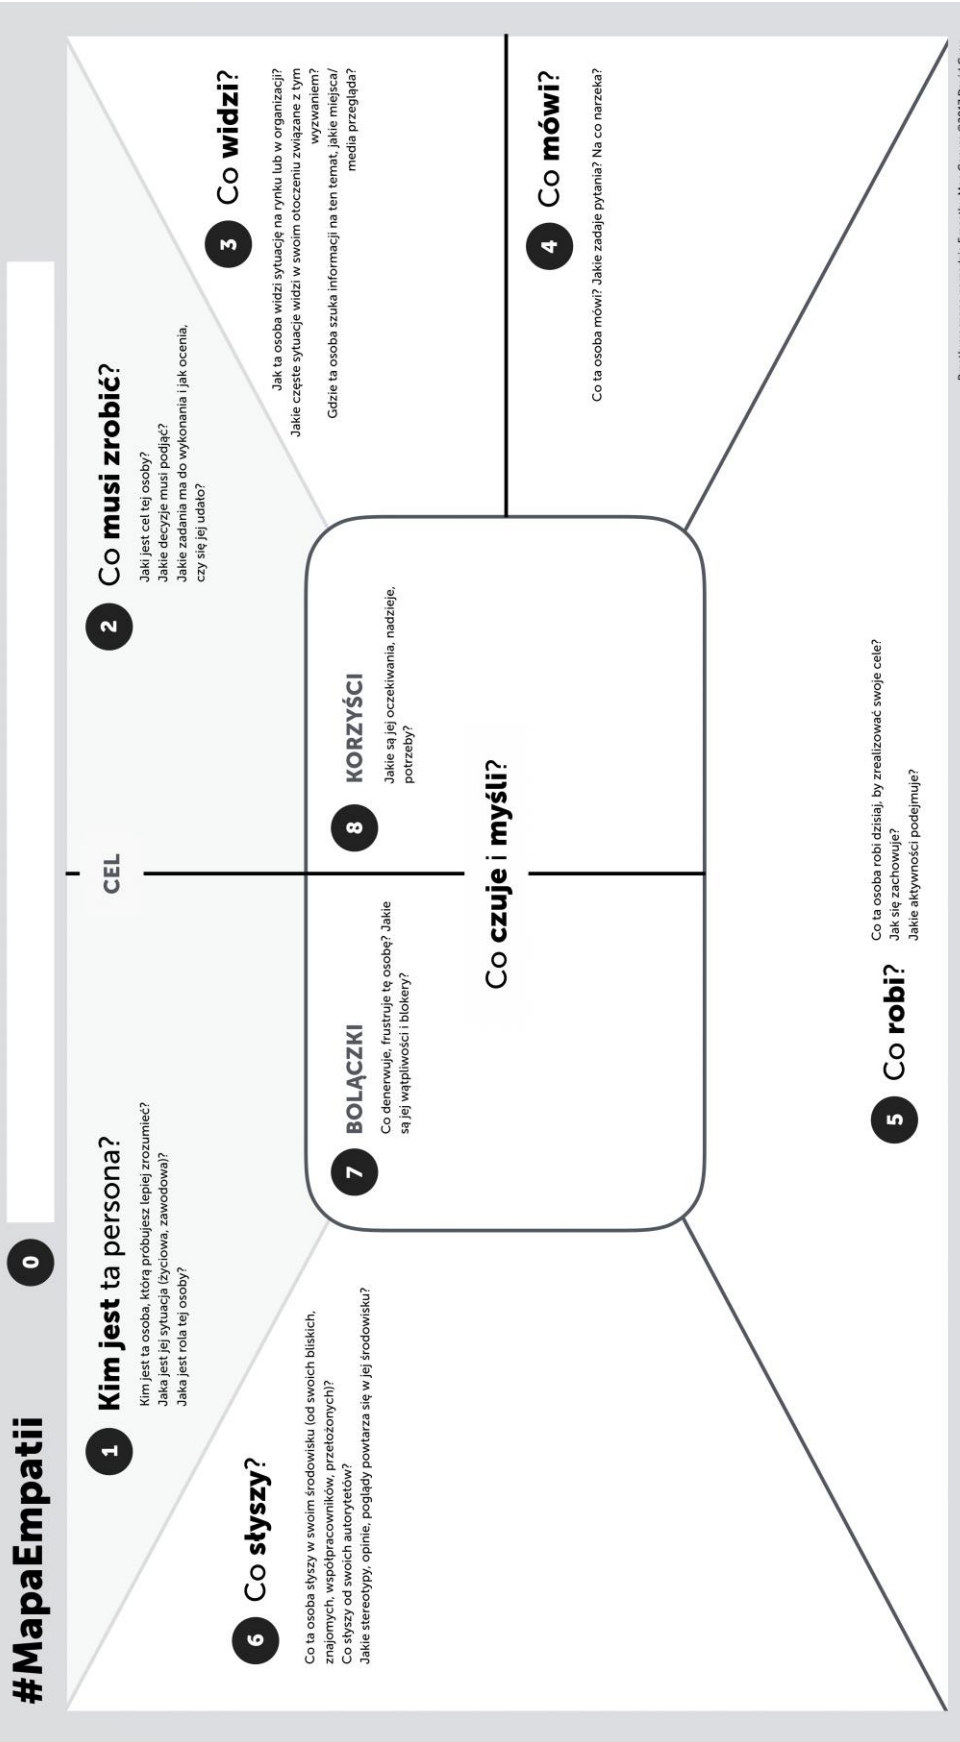 #MapaEmpatii
0
CEL
1
Kim jest ta persona?
Kim jest ta osoba, którą próbujesz lepiej zrozumieć?
Jaka jest jej sytuacja (życiowa, zawodowa)?
Jaka jest rola tej osoby?
2
Co musi zrobić?
Jaki jest cel tej osoby?
Jakie decyzje musi podjąć?
Jakie zadania ma do wykonania i jak ocenia,
czy się jej udało?
3
Co widzi?
Jak ta osoba widzi sytuację na rynku lub w organizacji?
Jakie częste sytuacje widzi w swoim otoczeniu związane z tym
wyzwaniem?
Gdzie ta osoba szuka informacji na ten temat, jakie miejsca/
media przegląda?
4
Co mówi?
Co ta osoba mówi? Jakie zadaje pytania? Na co narzeka?
5
Co robi?
Co ta osoba robi dzisiaj, by zrealizować swoje cele?
Jak się zachowuje?
Jakie aktywności podejmuje?
6
Co słyszy?
Co ta osoba słyszy w swoim środowisku (od swoich bliskich,
znajomych, współpracowników, przełożonych)?
Co słyszy od swoich autorytetów?
Jakie stereotypy, opinie, poglądy powtarza się w jej środowisku?
Co czuje i myśli?
7
BOLĄCZKI
Co denerwuje, frustruje tę osobę? Jakie
są jej wątpliwości i blokery?
8
KORZYŚCI
Jakie są jej oczekiwania, nadzieje,
potrzeby?